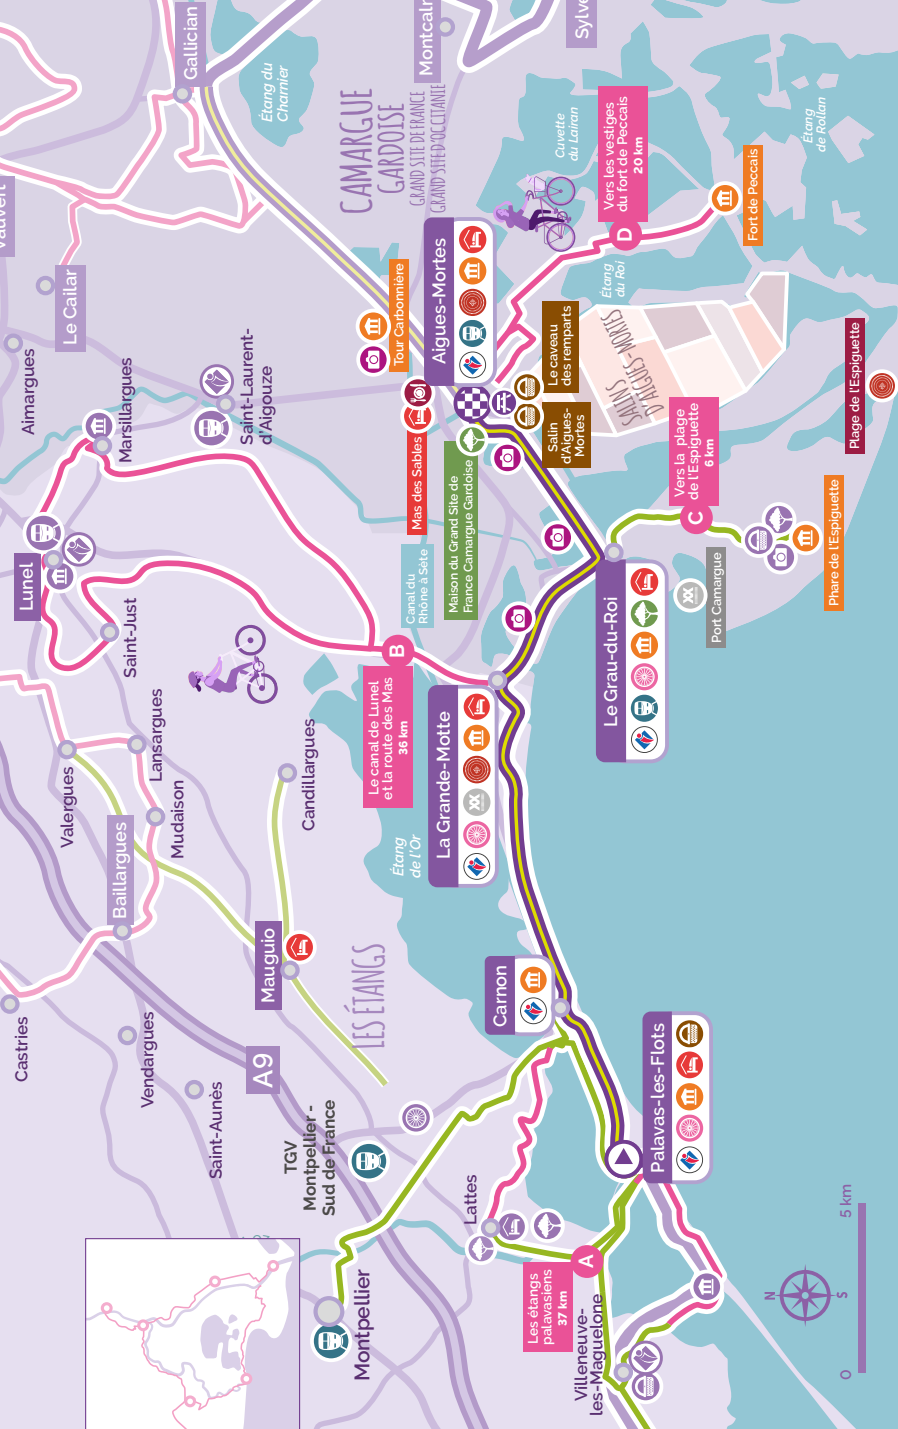 Gallician
Étang du
Charnier
Montcalm
Sylve
CAMARGUE
GARDOISE
GRAND SITE DE FRANCE
GRAND SITE D'OCCITANIE
Vauvert
Le Cailar
Aimargues
Marsillargues
Saint-Laurent-
d'Aigouze
Tour Carbonnière
Aigues-Mortes
Cuvette
du Lairan
Étang
de Rollan
Vers les vestiges
du fort de Peccais
20 km
D
Fort de Peccais
Étang
du Roi
SALINS
D'AIGUES-MORTES
Le caveau
des remparts
Salin
d'Aigues-
Mortes
Mas des Sables
Maison du Grand Site de
France Camargue Gardoise
Canal du
Rhône à Sète
Plage de l'Espiguette
Vers la plage
de l'Espiguette
6 km
C
Phare de l'Espiguette
Port Camargue
Le Grau-du-Roi
Lunel
Saint-Just
B
Le canal de Lunel
et la route des Mas
36 km
La Grande-Motte
Étang
de l'Or
Lansargues
Valergues
Mudaison
Candillargues
Baillargues
Mauguio
LES ÉTANGS
Castries
Vendargues
Saint-Aunès
A9
TGV
Montpellier -
Sud de France
Carnon
Palavas-les-Flots
Lattes
A
Les étangs
palavasiens
37 km
Montpellier
Villeneuve-
les-Maguelone
N
S
0
5 km